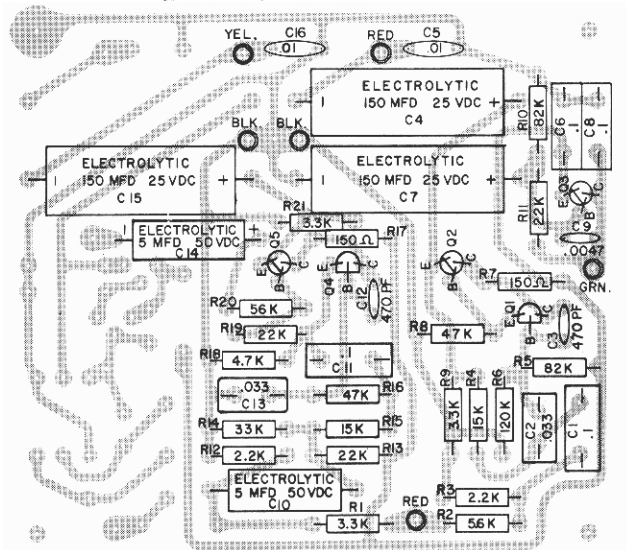 YEL.
C16
.01
RED
C5
.01
ELECTROLYTIC
150 MFD 25 VDC
C4
R10
82K
C6
.1
C8
.1
BLK.
BLK.
ELECTROLYTIC
150 MFD 25 VDC
C15
ELECTROLYTIC
150 MFD 25 VDC
C7
R11
22K
Q3
E
C
B
C9
.0047
GRN.
ELECTROLYTIC
5 MFD 50 VDC
C14
R21
3.3K
150Ω
R17
Q5
E
C
B
Q4
E
C
B
C12
470 PF
Q2
E
C
B
R7
150Ω
Q1
E
C
B
C3
470 PF
R20
56K
R19
22K
R8
47K
R18
4.7K
.1
C11
R5
82K
.033
C13
47K
R16
R9
3.3K
R4
15K
R6
120K
C2
.033
C1
.1
R14
33K
15K
R15
R12
2.2K
22K
R13
ELECTROLYTIC
5 MFD 50VDC
C10
R1
3.3K
RED
R3
2.2K
R2
56K